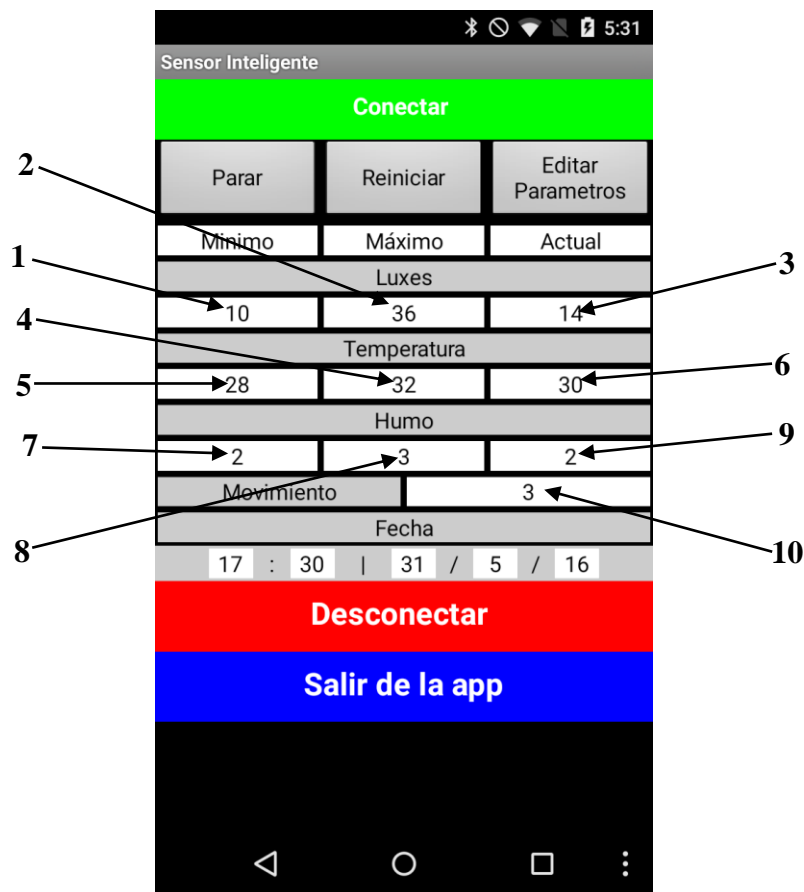 5:31
Sensor Inteligente
Conectar
2
Parar
Reiniciar
Editar
Parametros
Minimo Máximo Actual
1
Luxes
3
10 36 14
4
Temperatura
5
28 32 30
6
Humo
7
2 3 2
9
Movimiento 3
8
Fecha
10
17 : 30 | 31 / 5 / 16
Desconectar
Salir de la app